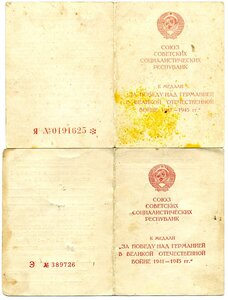 СОЮЗ
СОВЕТСКИХ
СОЦИАЛИСТИЧЕСКИХ
РЕСПУБЛИК
К МЕДАЛИ
"ЗА ПОБЕДУ НАД ГЕРМАНИЕЙ
В ВЕЛИКОЙ ОТЕЧЕСТВЕННОЙ
ВОЙНЕ 1941—1945 гг."
Я №0191625
СОЮЗ
СОВЕТСКИХ
СОЦИАЛИСТИЧЕСКИХ
РЕСПУБЛИК
К МЕДАЛИ
"ЗА ПОБЕДУ НАД ГЕРМАНИЕЙ
В ВЕЛИКОЙ ОТЕЧЕСТВЕННОЙ
ВОЙНЕ 1941—1945 гг."
Э № 389726